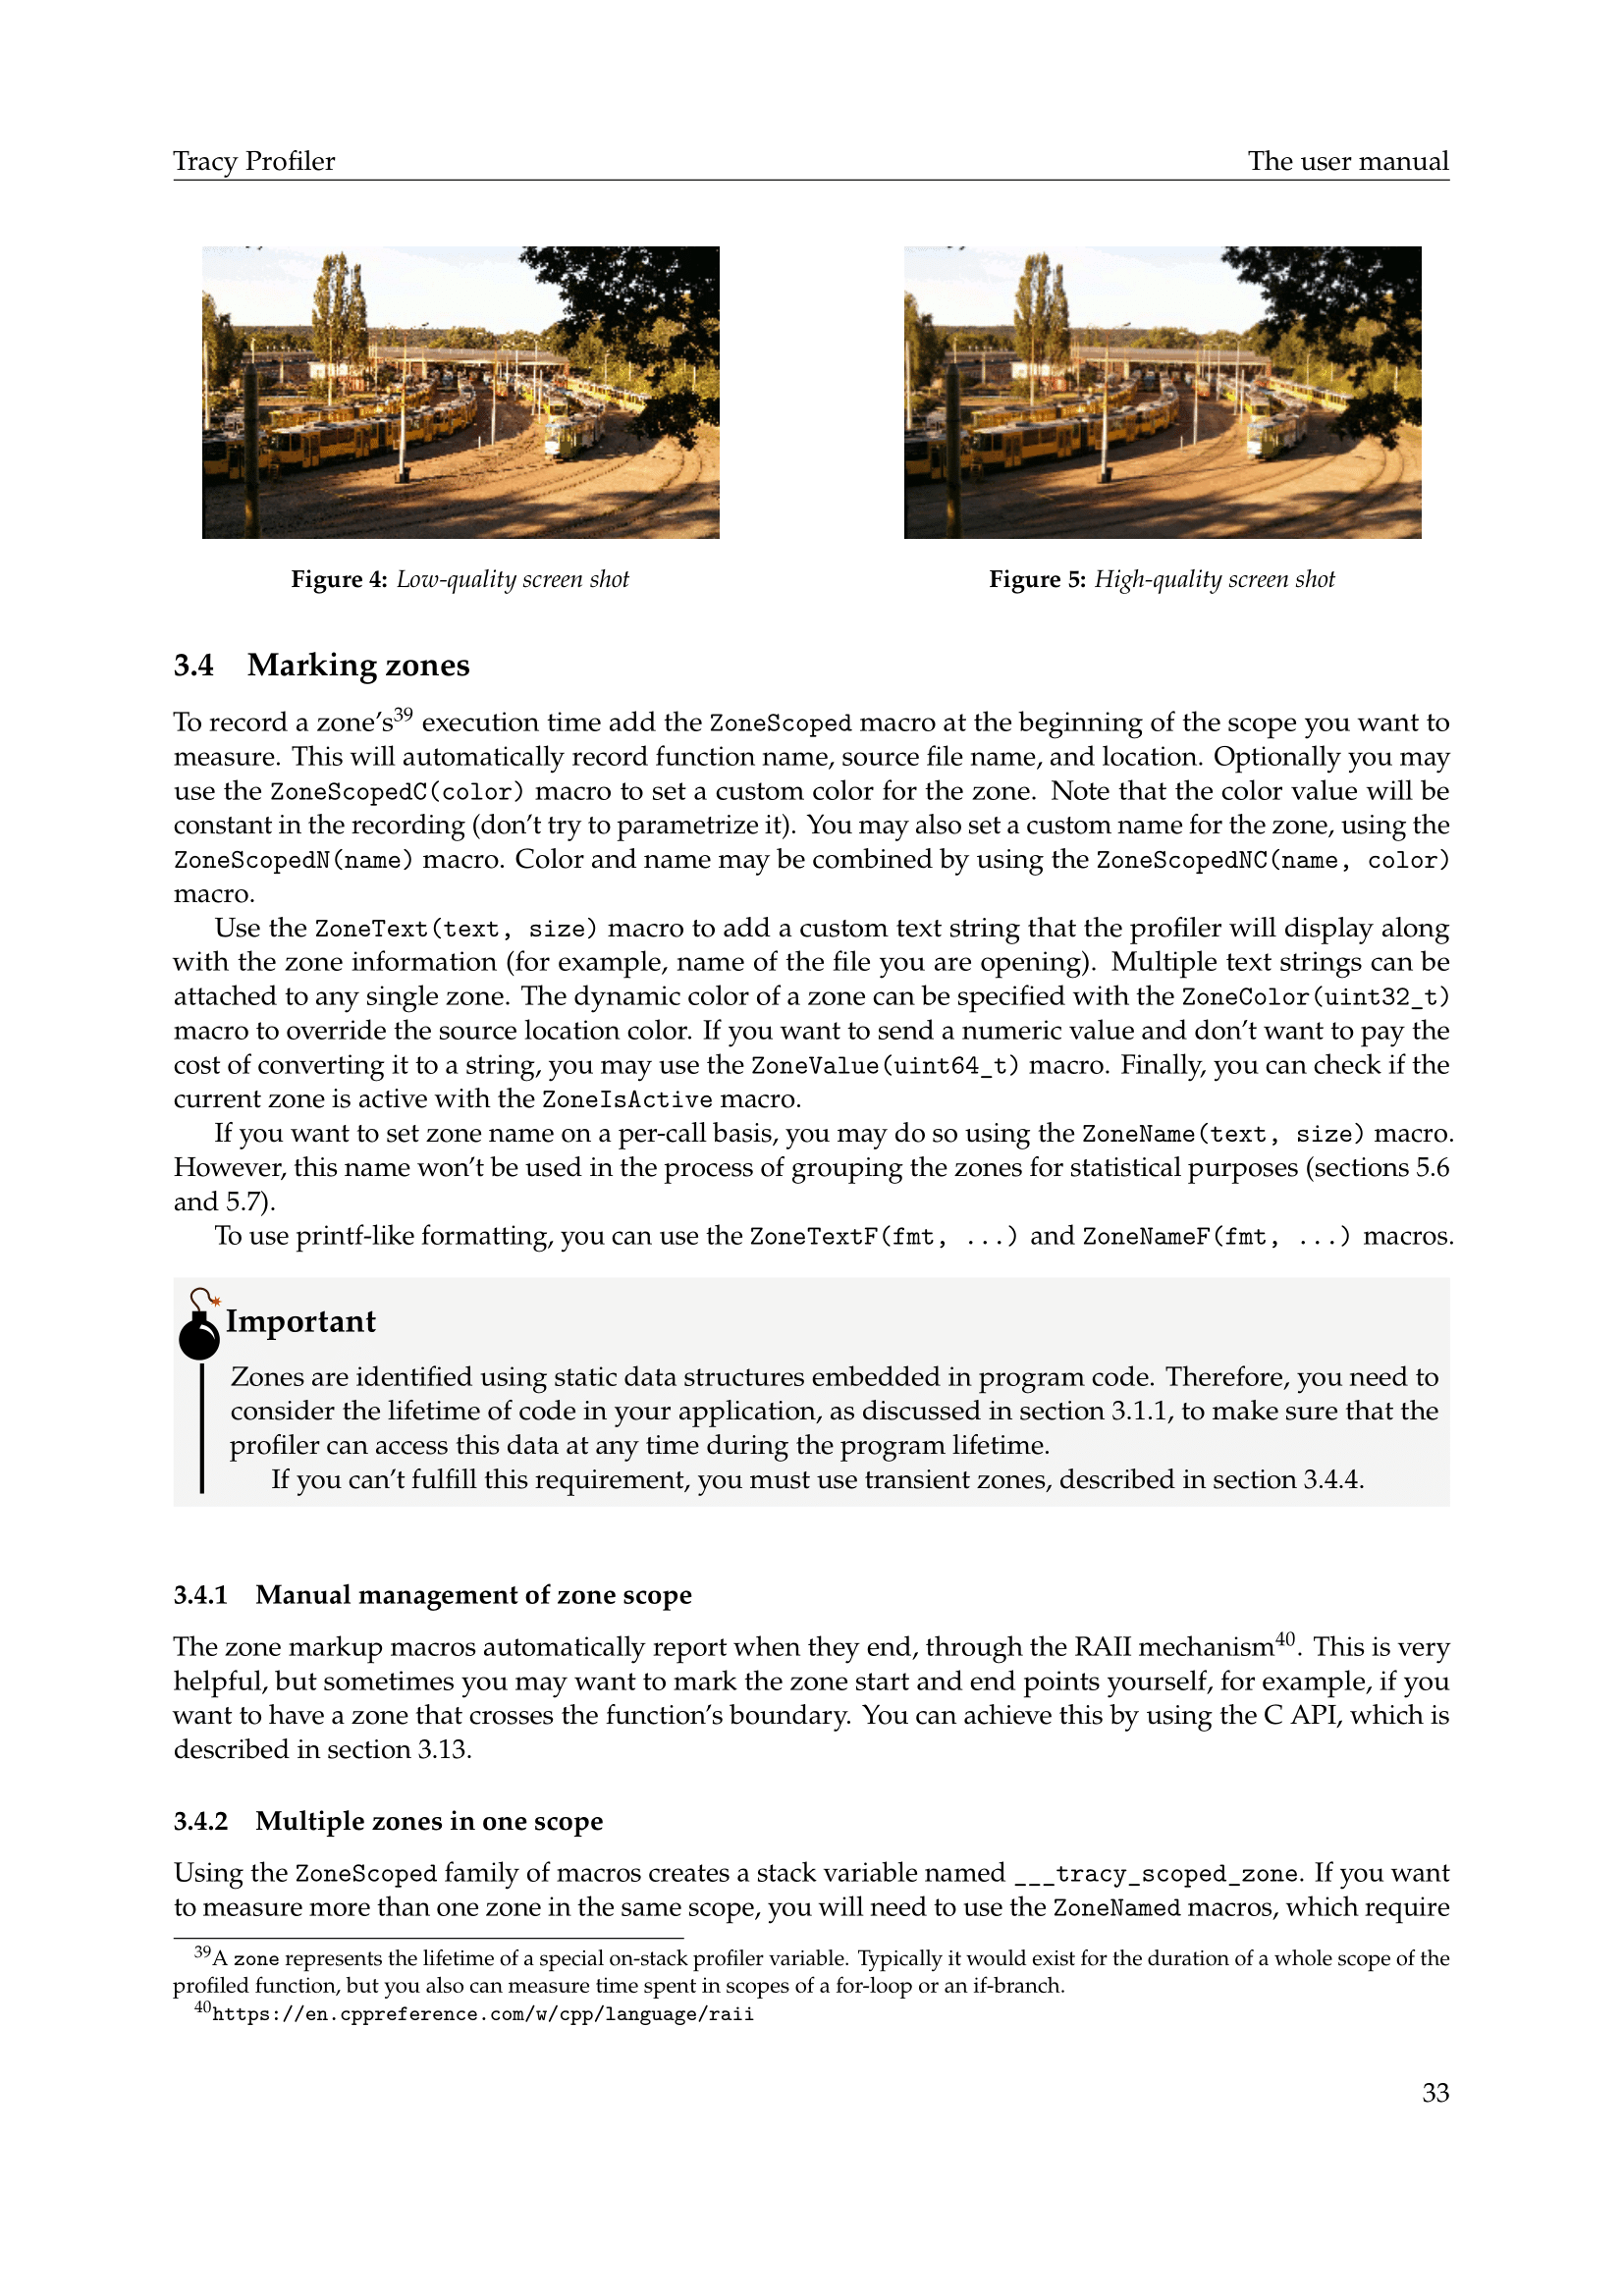 Tracy Profiler The user manual
Figure 4: Low-quality screen shot
Figure 5: High-quality screen shot
3.4 Marking zones
To record a zone’s39 execution time add the ZoneScoped macro at the beginning of the scope you want to
measure. This will automatically record function name, source file name, and location. Optionally you may
use the ZoneScopedC(color) macro to set a custom color for the zone. Note that the color value will be
constant in the recording (don’t try to parametrize it). You may also set a custom name for the zone, using the
ZoneScopedN(name) macro. Color and name may be combined by using the ZoneScopedNC(name, color)
macro.
Use the ZoneText(text, size) macro to add a custom text string that the profiler will display along
with the zone information (for example, name of the file you are opening). Multiple text strings can be
attached to any single zone. The dynamic color of a zone can be specified with the ZoneColor(uint32_t)
macro to override the source location color. If you want to send a numeric value and don’t want to pay the
cost of converting it to a string, you may use the ZoneValue(uint64_t) macro. Finally, you can check if the
current zone is active with the ZoneIsActive macro.
If you want to set zone name on a per-call basis, you may do so using the ZoneName(text, size) macro.
However, this name won’t be used in the process of grouping the zones for statistical purposes (sections 5.6
and 5.7).
To use printf-like formatting, you can use the ZoneTextF(fmt, ...) and ZoneNameF(fmt, ...) macros.
Important
Zones are identified using static data structures embedded in program code. Therefore, you need to
consider the lifetime of code in your application, as discussed in section 3.1.1, to make sure that the
profiler can access this data at any time during the program lifetime.
If you can’t fulfill this requirement, you must use transient zones, described in section 3.4.4.
3.4.1 Manual management of zone scope
The zone markup macros automatically report when they end, through the RAII mechanism40. This is very
helpful, but sometimes you may want to mark the zone start and end points yourself, for example, if you
want to have a zone that crosses the function’s boundary. You can achieve this by using the C API, which is
described in section 3.13.
3.4.2 Multiple zones in one scope
Using the ZoneScoped family of macros creates a stack variable named ___tracy_scoped_zone. If you want
to measure more than one zone in the same scope, you will need to use the ZoneNamed macros, which require
39A zone represents the lifetime of a special on-stack profiler variable. Typically it would exist for the duration of a whole scope of the
profiled function, but you also can measure time spent in scopes of a for-loop or an if-branch.
40https://en.cppreference.com/w/cpp/language/raii
33